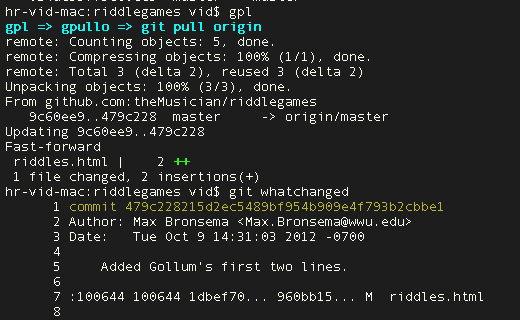 hr-vid-mac:riddlegames vid$ gpl
gpl => gpullo => git pull origin
remote: Counting objects: 5, done.
remote: Compressing objects: 100% (1/1), done.
remote: Total 3 (delta 2), reused 3 (delta 2)
Unpacking objects: 100% (3/3), done.
From github.com:theMusician/riddlegames
   9c60ee9..479c228  master     -> origin/master
Updating 9c60ee9..479c228
Fast-forward
 riddles.html |    2 ++
 1 file changed, 2 insertions(+)
hr-vid-mac:riddlegames vid$ git whatchanged
1 commit 479c228215d2ec5489bf954b909e4f793b2cbbe1
2 Author: Max Bronsema <Max.Bronsema@wwu.edu>
3 Date:   Tue Oct 9 14:31:03 2012 -0700
4
5     Added Gollum's first two lines.
6
7 :100644 100644 1dbef70... 960bb15... M  riddles.html
8